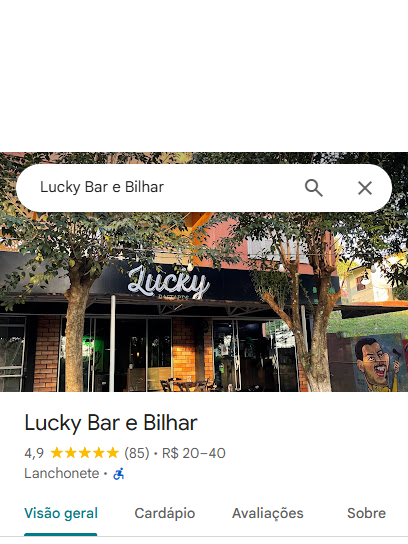 Lucky Bar e Bilhar
Lucky
Lucky Bar e Bilhar
4,9 ★★★★★ (85) · R$ 20–40
Lanchonete ·
Visão geral Cardápio Avaliações Sobre